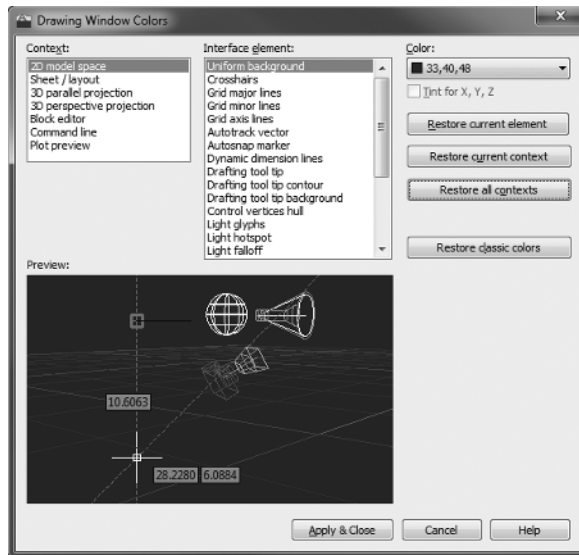 Drawing Window Colors
Context:
2D model space
Sheet / layout
3D parallel projection
3D perspective projection
Block editor
Command line
Plot preview
Interface element:
Uniform background
Crosshairs
Grid major lines
Grid minor lines
Grid axis lines
Autotrack vector
Autosnap marker
Dynamic dimension lines
Drafting tool tip
Drafting tool tip contour
Drafting tool tip background
Control vertices hull
Light glyphs
Light hotspot
Light falloff
Color:
33,40,48
Tint for X, Y, Z
Restore current element
Restore current context
Restore all contexts
Restore classic colors
Preview:
10.6063
28.2280 6.0884
Apply & Close
Cancel
Help